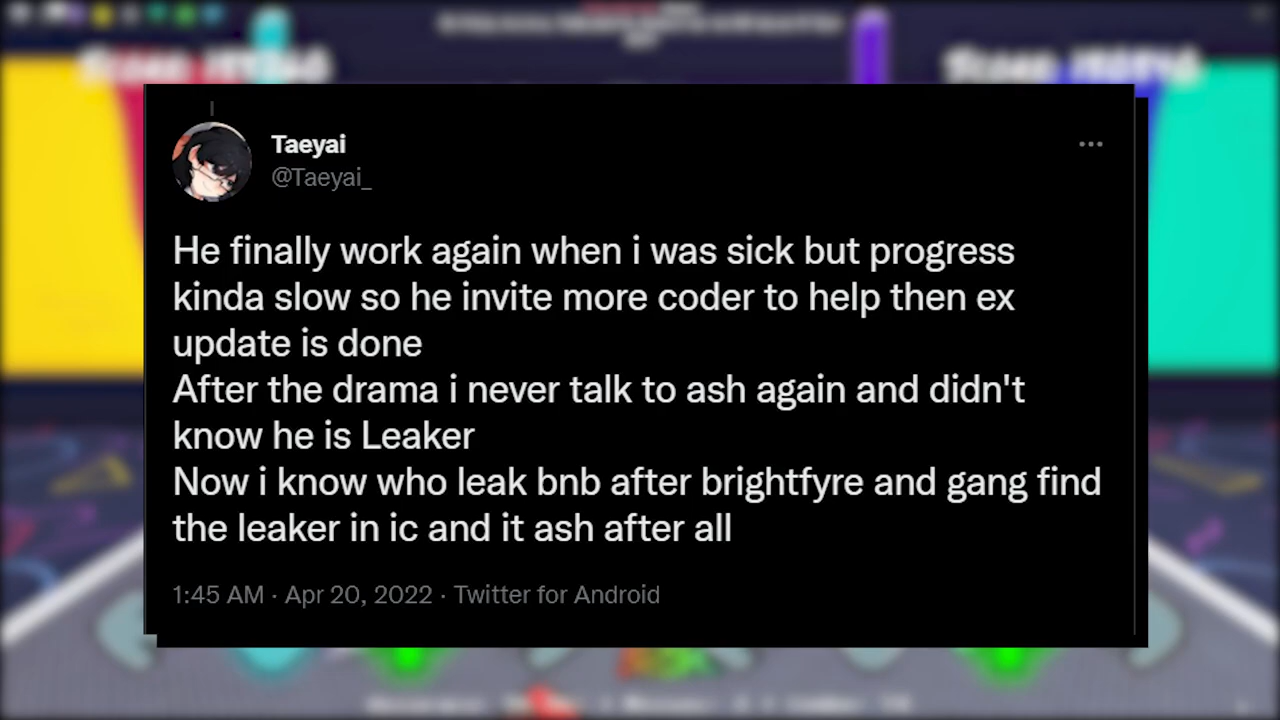 Taeyai
@Taeyai_
He finally work again when i was sick but progress
kinda slow so he invite more coder to help then ex
update is done
After the drama i never talk to ash again and didn't
know he is Leaker
Now i know who leak bnb after brightfyre and gang find
the leaker in ic and it ash after all
1:45 AM · Apr 20, 2022 · Twitter for Android